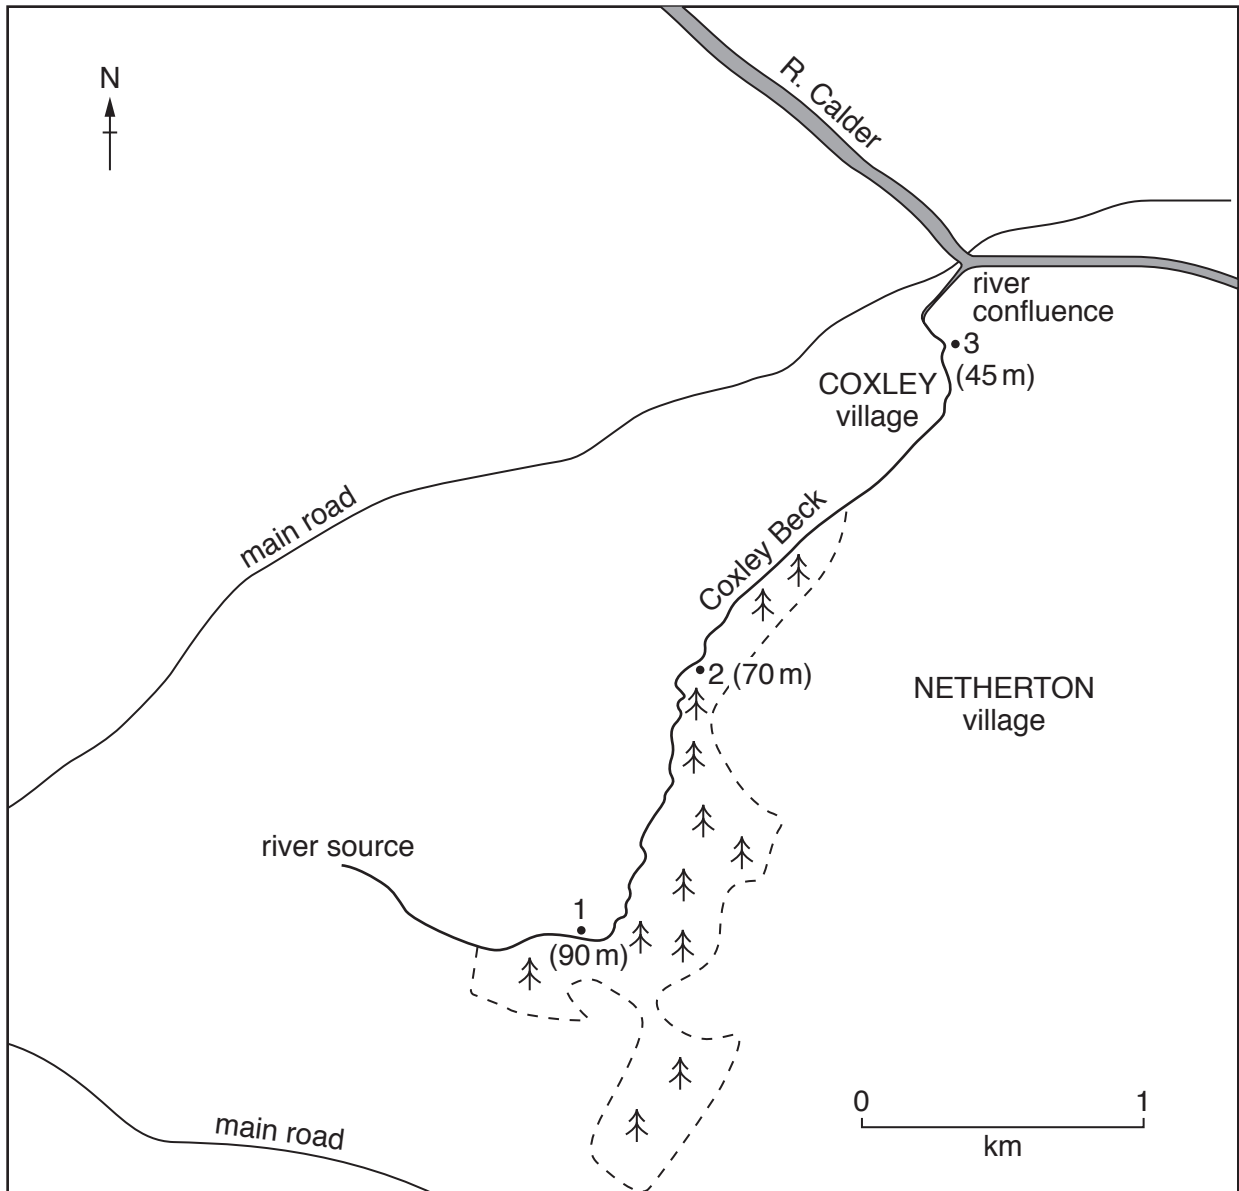 N
R. Calder
river
confluence
3
(45 m)
COXLEY
village
main road
Coxley Beck
2 (70 m)
NETHERTON
village
river source
1
(90 m)
0 1
km
main road